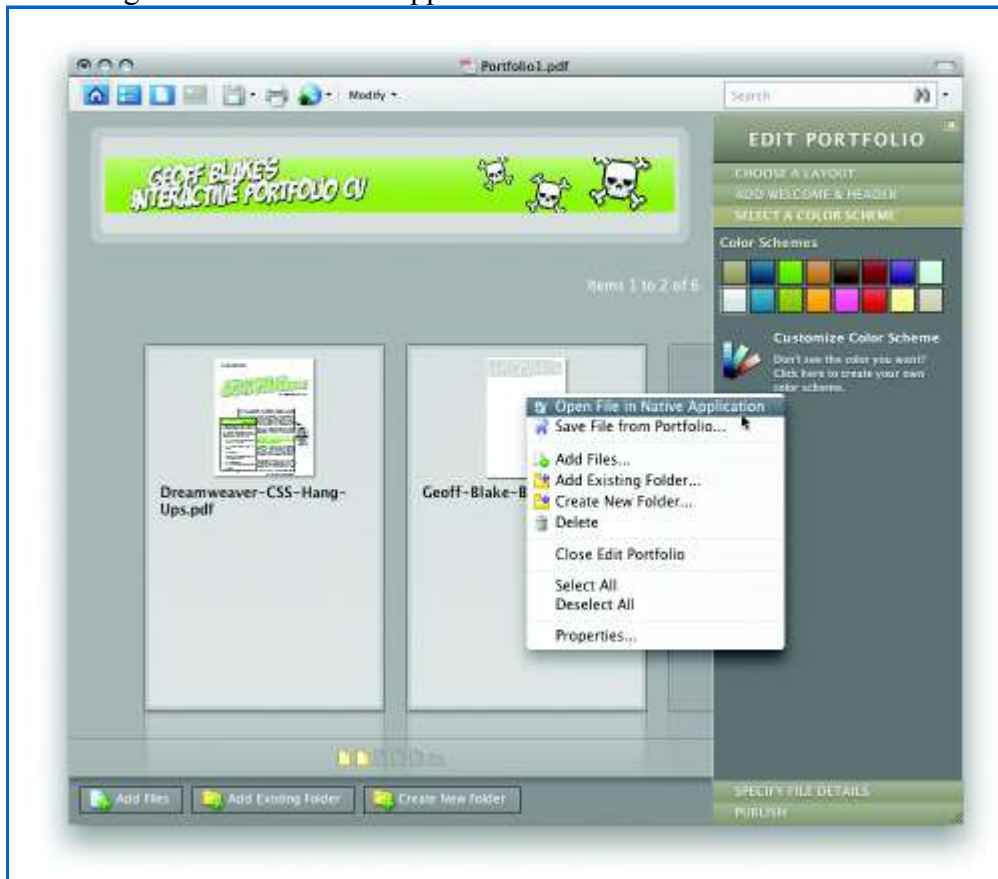 Portfolio1.pdf
Modify
Search
EDIT PORTFOLIO
CHOOSE A LAYOUT
ADD WELCOME & HEADER
SELECT A COLOR SCHEME
GEOFF BLAKE'S
INTERACTIVE PORTFOLIO CV
Color Schemes
Items 1 to 2 of 6
Customize Color Scheme
Don't see the color you want?
Click here to create your own
color scheme.
Dreamweaver-CSS-Hang-
Ups.pdf
Geoff-Blake-B
Open File in Native Application
Save File from Portfolio...
Add Files...
Add Existing Folder...
Create New Folder...
Delete
Close Edit Portfolio
Select All
Deselect All
Properties...
Add Files
Add Existing Folder
Create New Folder
SPECIFY FILE DETAILS
PUBLISH